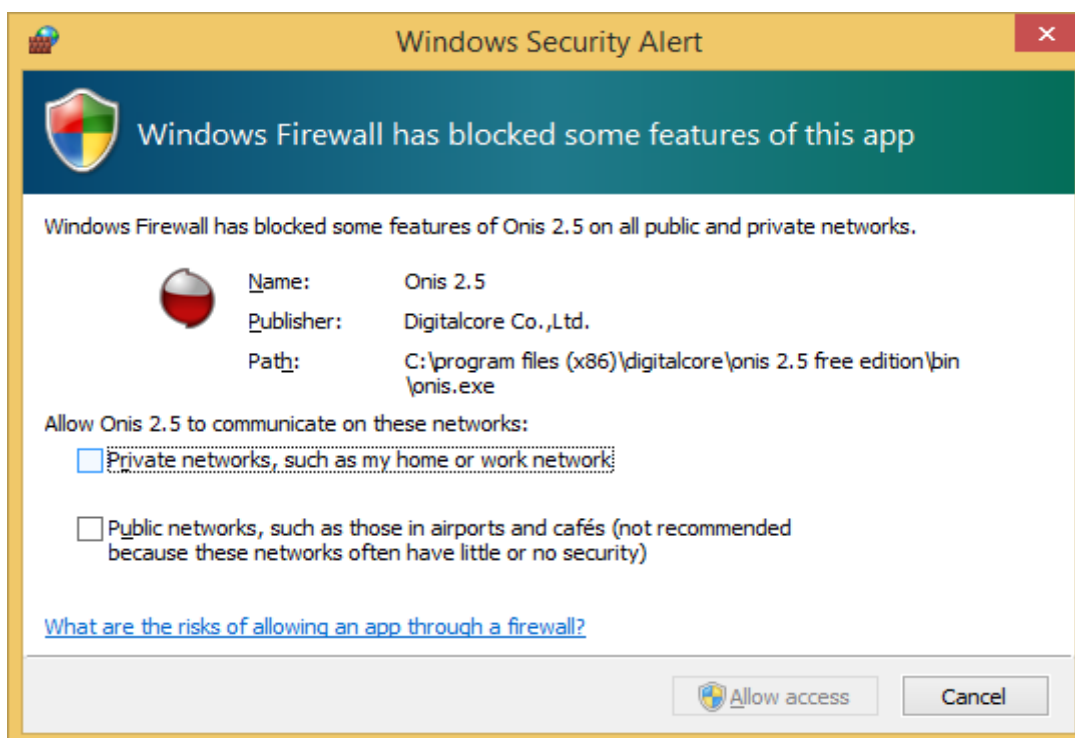 Windows Security Alert
Windows Firewall has blocked some features of this app
Windows Firewall has blocked some features of Onis 2.5 on all public and private networks.
Name: Onis 2.5
Publisher: Digitalcore Co.,Ltd.
Path: C:\program files (x86)\digitalcore\onis 2.5 free edition\bin
\onis.exe
Allow Onis 2.5 to communicate on these networks:
Private networks, such as my home or work network
Public networks, such as those in airports and cafés (not recommended
because these networks often have little or no security)
What are the risks of allowing an app through a firewall?
Allow access Cancel